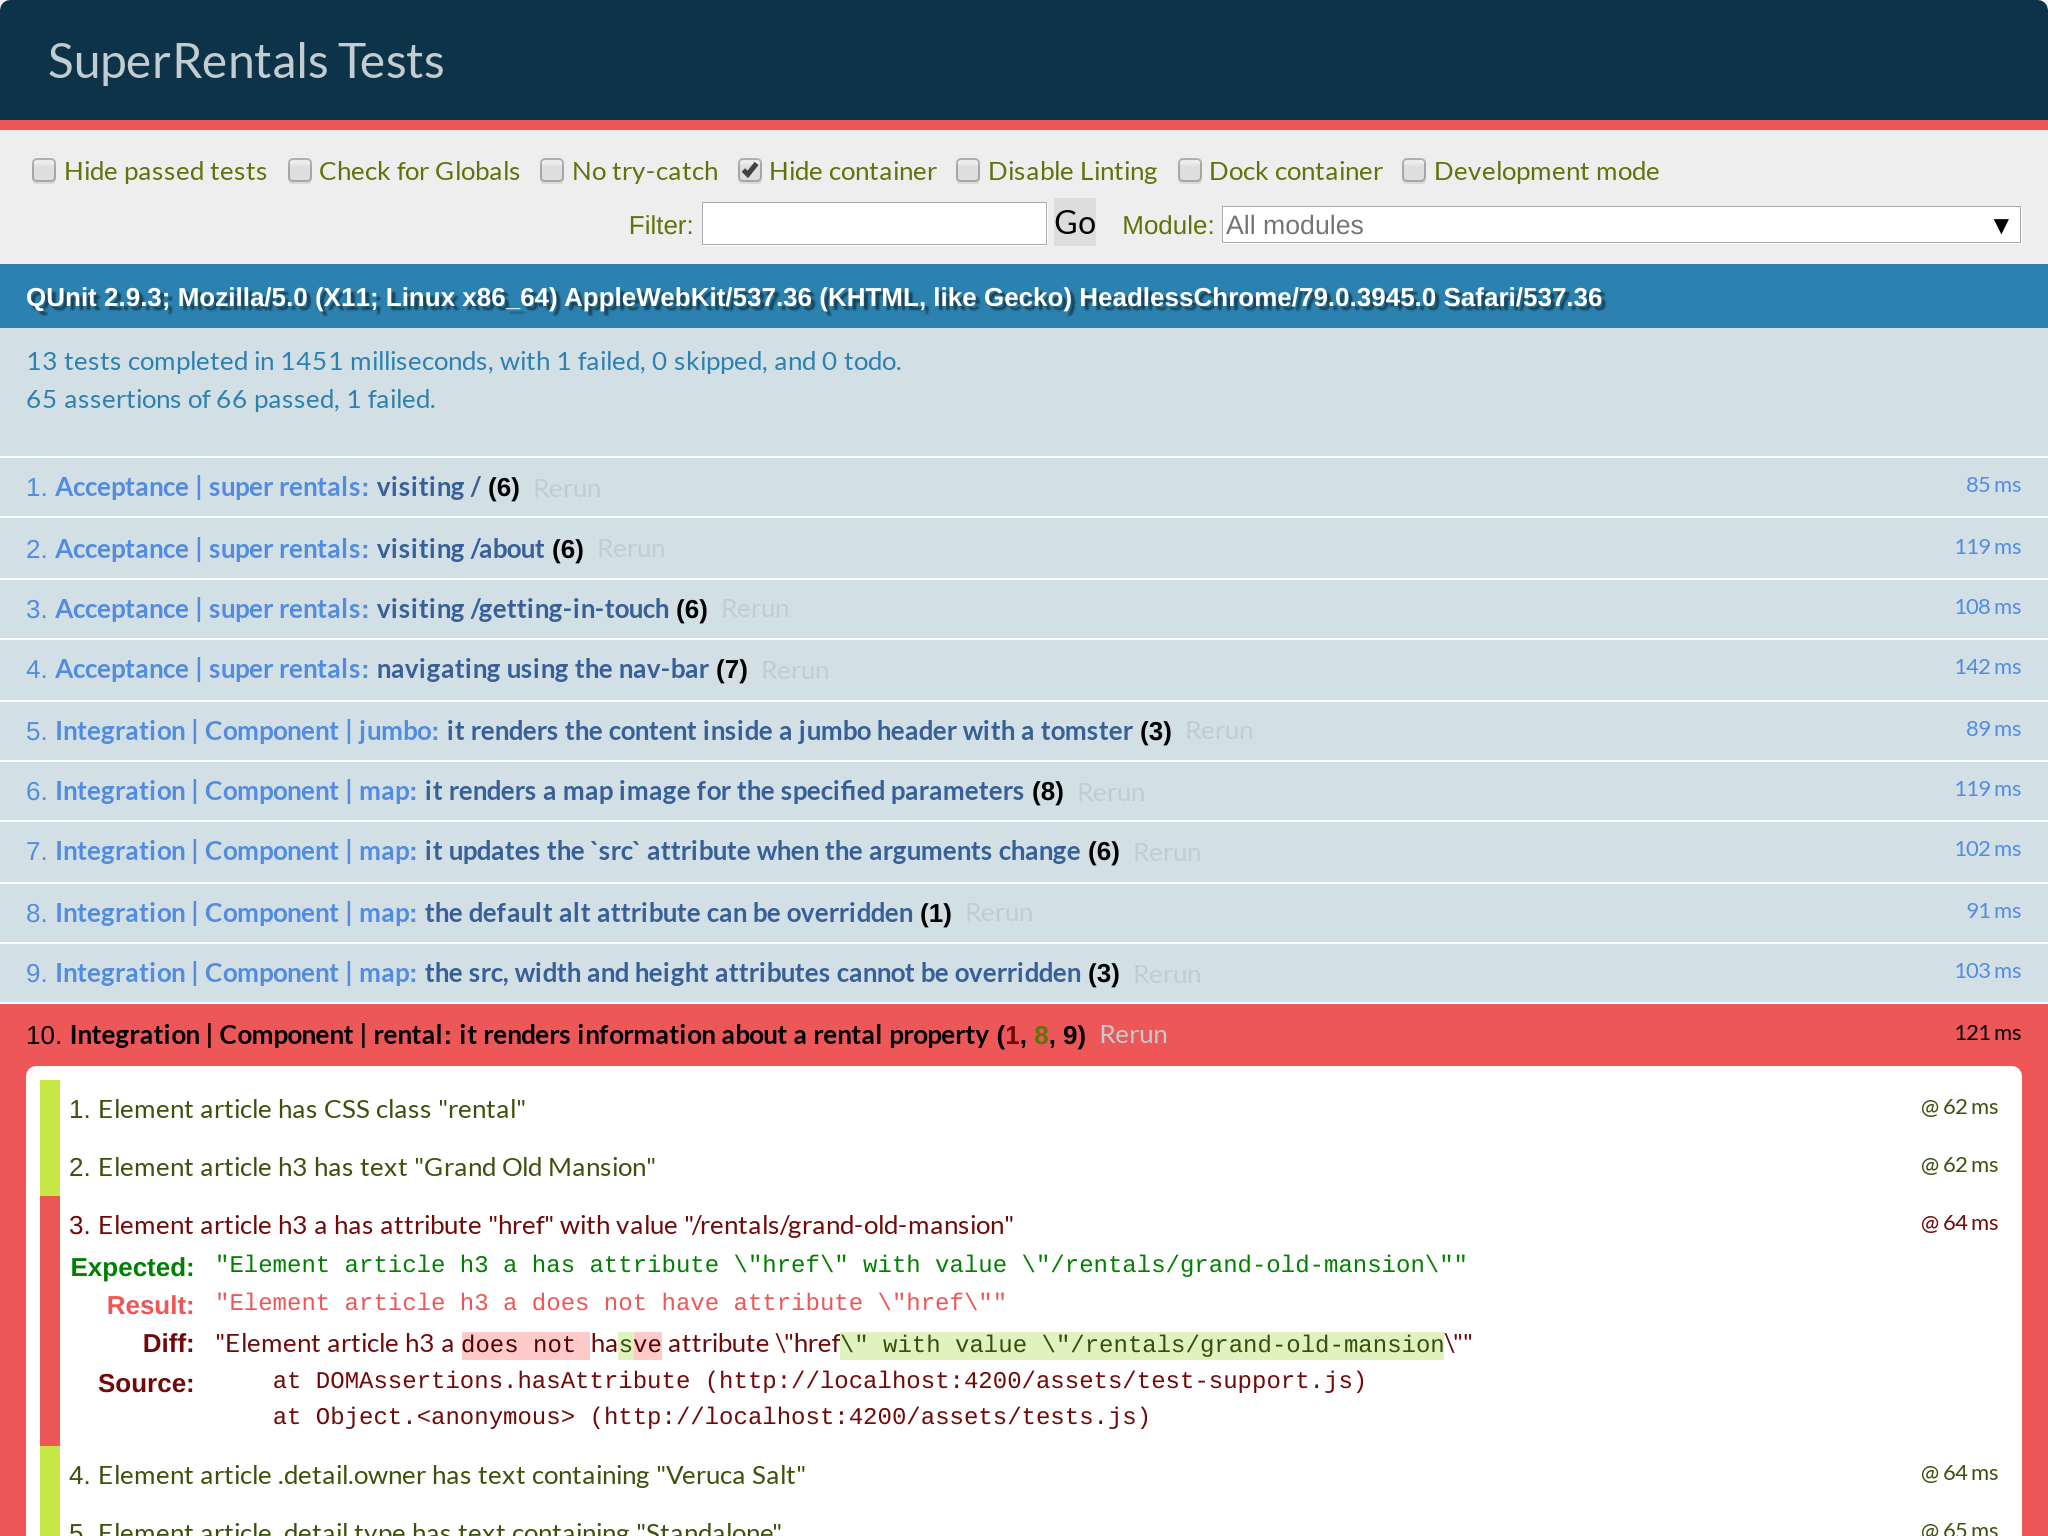 SuperRentals Tests
Hide passed tests Check for Globals No try-catch Hide container Disable Linting Dock container Development mode
Filter: Go Module: All modules ▼
QUnit 2.9.3; Mozilla/5.0 (X11; Linux x86_64) AppleWebKit/537.36 (KHTML, like Gecko) HeadlessChrome/79.0.3945.0 Safari/537.36
13 tests completed in 1451 milliseconds, with 1 failed, 0 skipped, and 0 todo.
65 assertions of 66 passed, 1 failed.
1. Acceptance | super rentals: visiting / (6) Rerun 85 ms
2. Acceptance | super rentals: visiting /about (6) Rerun 119 ms
3. Acceptance | super rentals: visiting /getting-in-touch (6) Rerun 108 ms
4. Acceptance | super rentals: navigating using the nav-bar (7) Rerun 142 ms
5. Integration | Component | jumbo: it renders the content inside a jumbo header with a tomster (3) Rerun 89 ms
6. Integration | Component | map: it renders a map image for the specified parameters (8) Rerun 119 ms
7. Integration | Component | map: it updates the `src` attribute when the arguments change (6) Rerun 102 ms
8. Integration | Component | map: the default alt attribute can be overridden (1) Rerun 91 ms
9. Integration | Component | map: the src, width and height attributes cannot be overridden (3) Rerun 103 ms
10. Integration | Component | rental: it renders information about a rental property (1, 8, 9) Rerun 121 ms
1. Element article has CSS class "rental" @ 62 ms
2. Element article h3 has text "Grand Old Mansion" @ 62 ms
3. Element article h3 a has attribute "href" with value "/rentals/grand-old-mansion" @ 64 ms
Expected: "Element article h3 a has attribute \"href\" with value \"/rentals/grand-old-mansion\""
Result: "Element article h3 a does not have attribute \"href\""
Diff: "Element article h3 a does not hasve attribute \"href\" with value \"/rentals/grand-old-mansion\""
Source: at DOMAssertions.hasAttribute (http://localhost:4200/assets/test-support.js)
at Object.<anonymous> (http://localhost:4200/assets/tests.js)
4. Element article .detail.owner has text containing "Veruca Salt" @ 64 ms
5. Element article .detail.type has text containing "Standalone" @ 65 ms